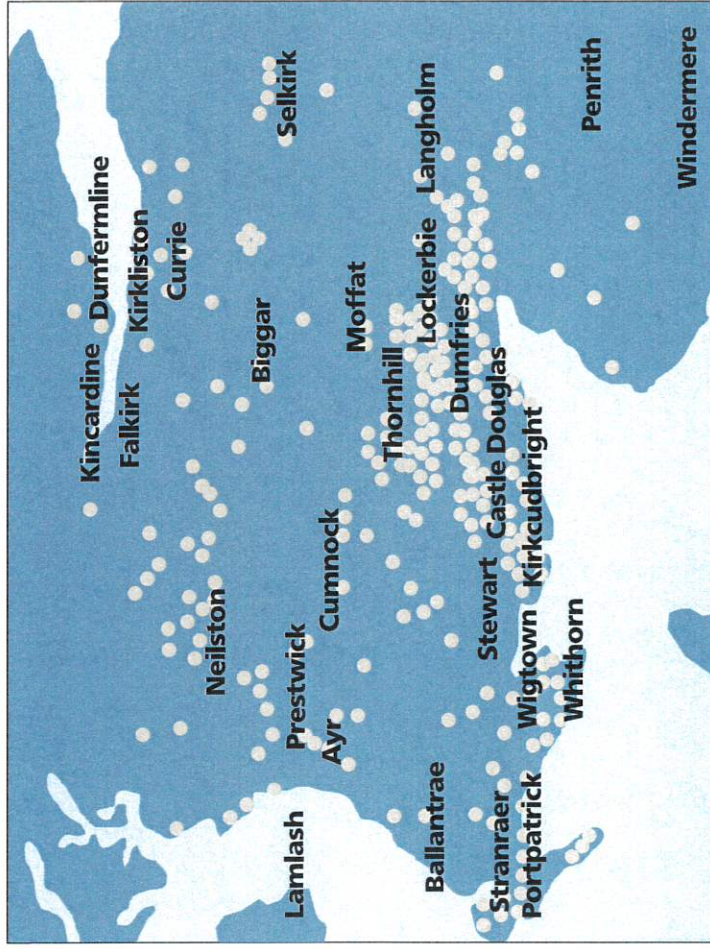 Kincardine
Dunfermline
Falkirk
Kirkliston
Currie
Neilston
Biggar
Selkirk
Lamlash
Prestwick
Ayr
Cumnock
Moffat
Thornhill
Lockerbie
Langholm
Ballantrae
Dumfries
Stranraer
Stewart
Castle Douglas
Portpatrick
Wigtown
Kirkcudbright
Whithorn
Penrith
Windermere